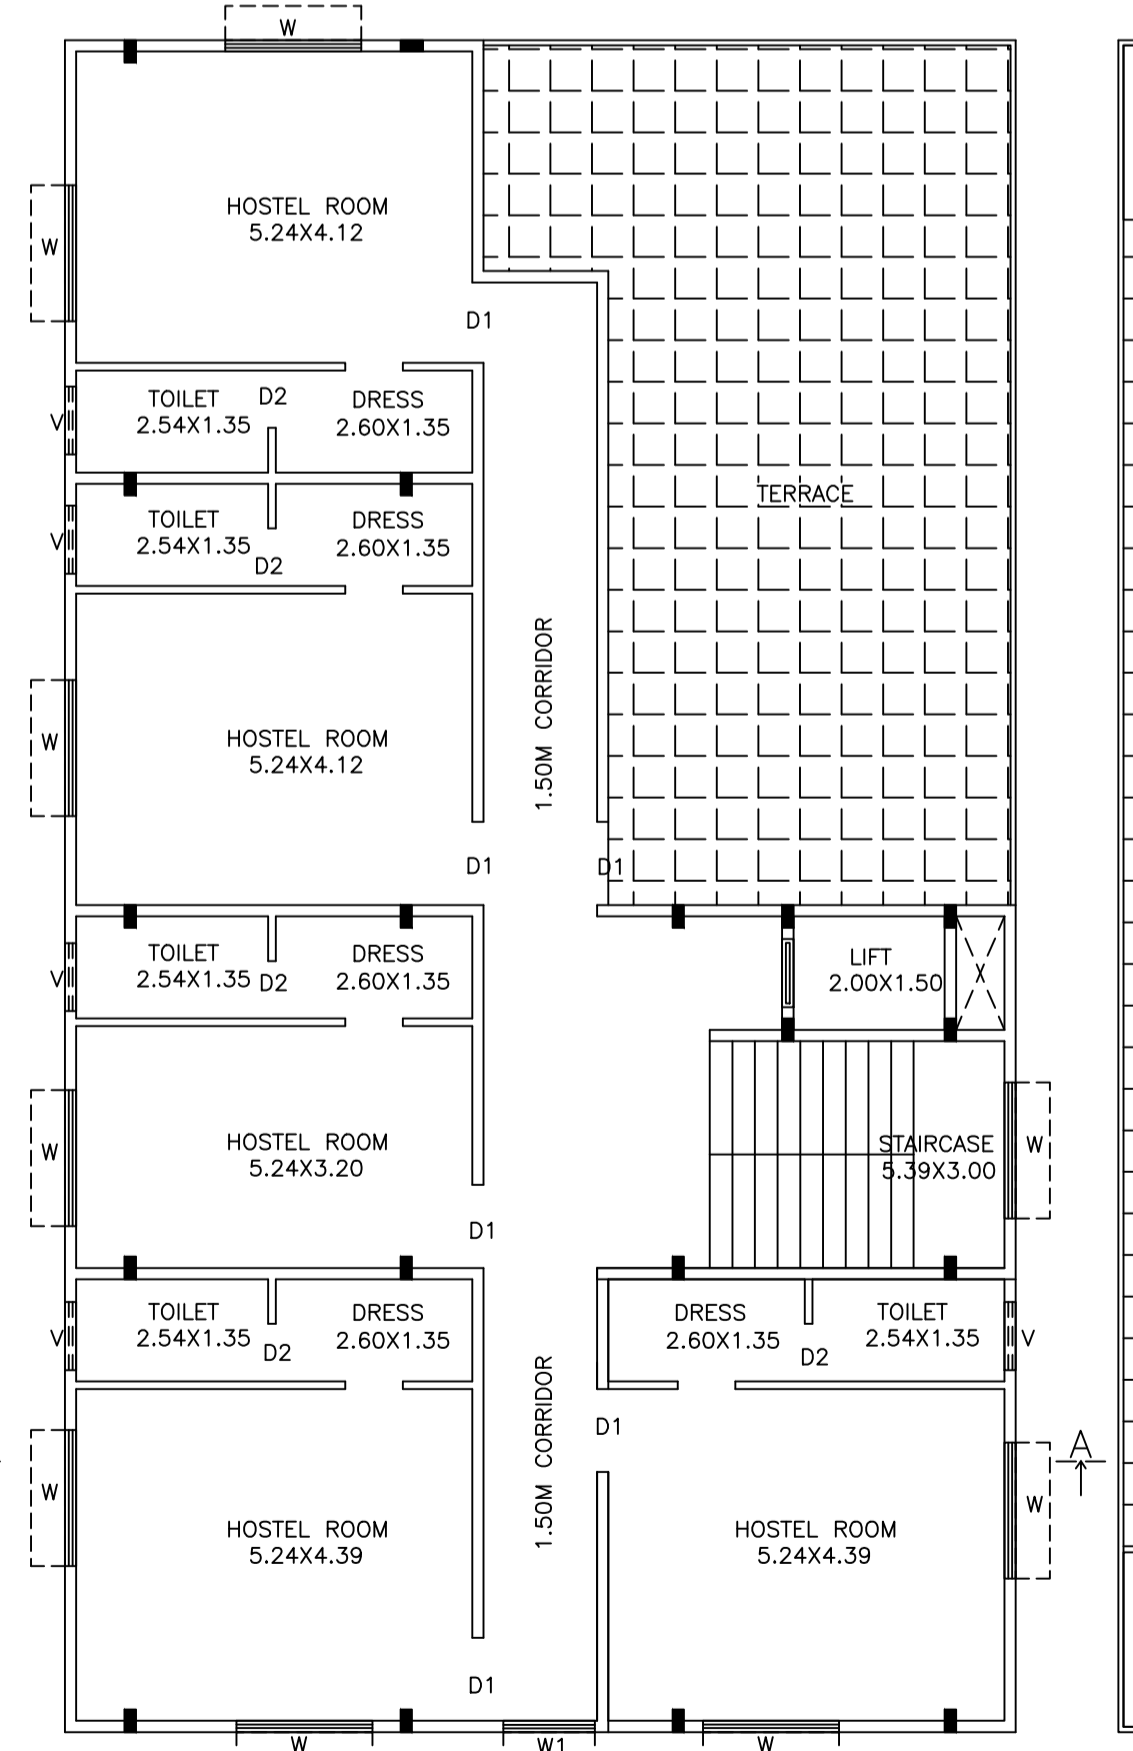 W
HOSTEL ROOM
5.24X4.12
W
D1
TOILET
2.54X1.35
D2
DRESS
2.60X1.35
V
TERRACE
TOILET
2.54X1.35
D2
DRESS
2.60X1.35
V
1.50M CORRIDOR
HOSTEL ROOM
5.24X4.12
W
D1
D1
TOILET
2.54X1.35
D2
DRESS
2.60X1.35
V
LIFT
2.00X1.50
HOSTEL ROOM
5.24X3.20
W
STAIRCASE
5.39X3.00
W
D1
TOILET
2.54X1.35
D2
DRESS
2.60X1.35
V
DRESS
2.60X1.35
D2
TOILET
2.54X1.35
V
1.50M CORRIDOR
D1
A
W
HOSTEL ROOM
5.24X4.39
HOSTEL ROOM
5.24X4.39
W
D1
W
W1
W